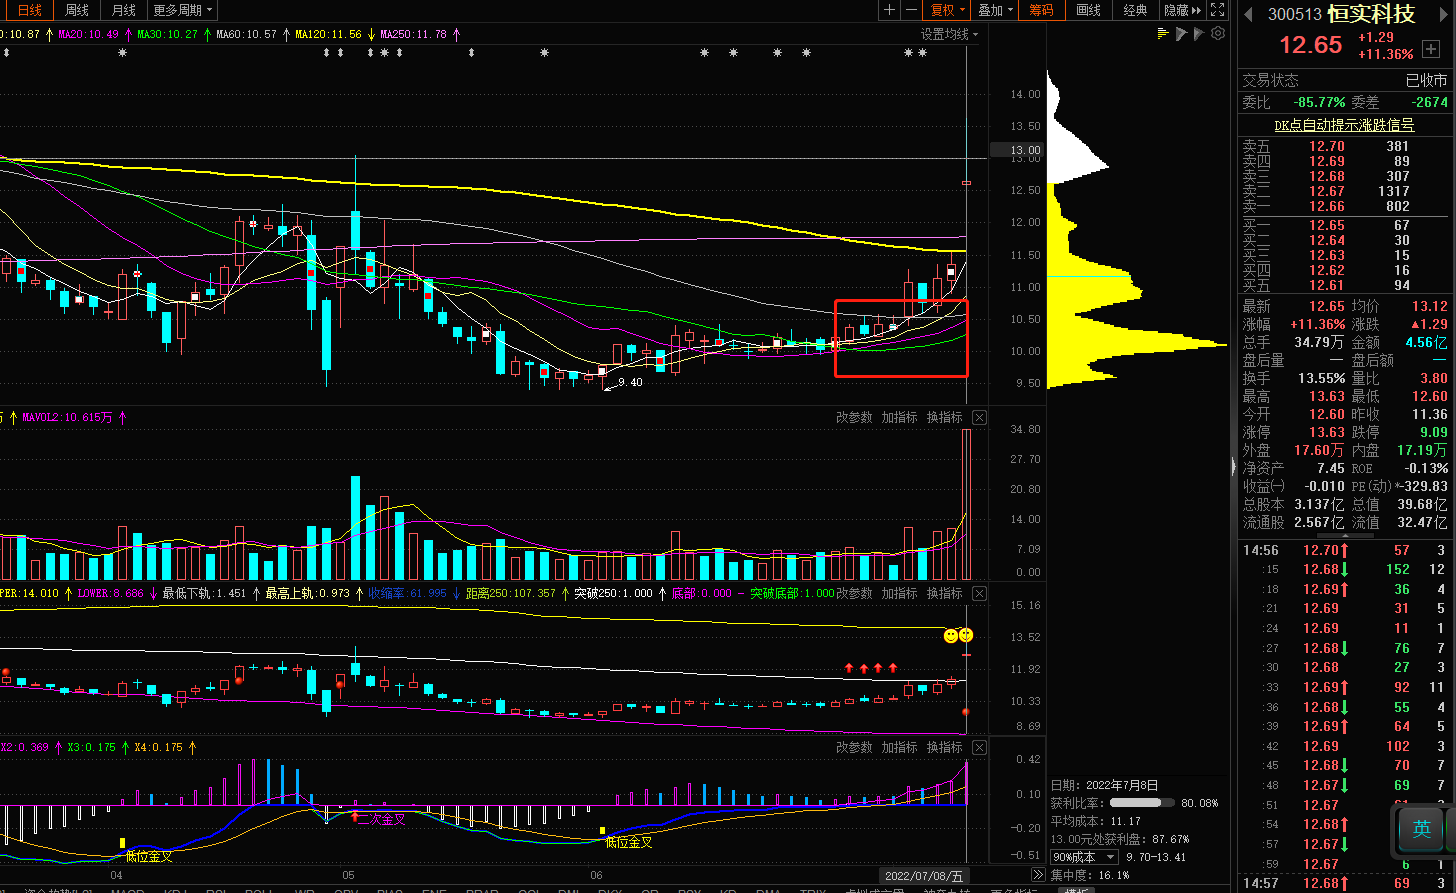 日线 周线 月线 更多周期 复权 叠加 筹码 画线 经典 隐藏
0:10.87 MA20:10.49 MA30:10.27 MA60:10.57 MA120:11.56 MA250:11.78 设置均线
14.00
13.50
13.00
13.00
12.50
12.00
11.50
11.00
10.50
10.00
9.50
9.40
MAVOL2:10.615万 改参数 加指标 换指标
34.80
27.70
20.80
14.00
7.09
0.00
PER:14.010 LOWER:8.686 最低下轨:1.451 最高上轨:0.973 收缩率:61.995 距离250:107.357 突破250:1.000 底部:0.000 突破底部:1.000 改参数 加指标 换指标
15.16
13.52
11.92
10.33
8.69
X2:0.369 X3:0.175 X4:0.175 改参数 加指标 换指标
0.42
0.10
-0.20
-0.51
二次金叉
低位金叉
低位金叉
04 05 06 2022/07/08/五
日期: 2022年7月8日
获利比率: 80.08%
平均成本: 11.17
13.00元处获利盘: 87.67%
90%成本 9.70-13.41
集中度: 16.1%
300513 恒实科技
12.65 +1.29
+11.36%
交易状态 已收市
委比 -85.77% 委差 -2674
DK点自动提示涨跌信号
卖五 12.70 381
卖四 12.69 89
卖三 12.68 307
卖二 12.67 1317
卖一 12.66 802
买一 12.65 67
买二 12.64 30
买三 12.63 15
买四 12.62 16
买五 12.61 94
最新 12.65 均价 13.12
涨幅 +11.36% 涨跌 ▲1.29
总手 34.79万 金额 4.56亿
盘后量 — 盘后额 —
换手 13.55% 量比 3.80
最高 13.63 最低 12.60
今开 12.60 昨收 11.36
涨停 13.63 跌停 9.09
外盘 17.60万 内盘 17.19万
净资产 7.45 ROE -0.13%
收益(一) -0.010 PE(动)*-329.83
总股本 3.137亿 总值 39.68亿
流通股 2.567亿 流值 32.47亿
14:56 12.70 57 3
:15 12.68 152 12
:18 12.69 36 4
:21 12.69 31 5
:24 12.69 11 1
:27 12.68 76 7
:30 12.68 27 3
:33 12.69 92 11
:36 12.68 55 4
:39 12.69 64 5
:42 12.69 102 3
:45 12.68 70 7
:48 12.67 69 7
:51 12.67
:54 12.68
:57 12.67
:59 12.67 6 1
14:57 12.68 69 3
英